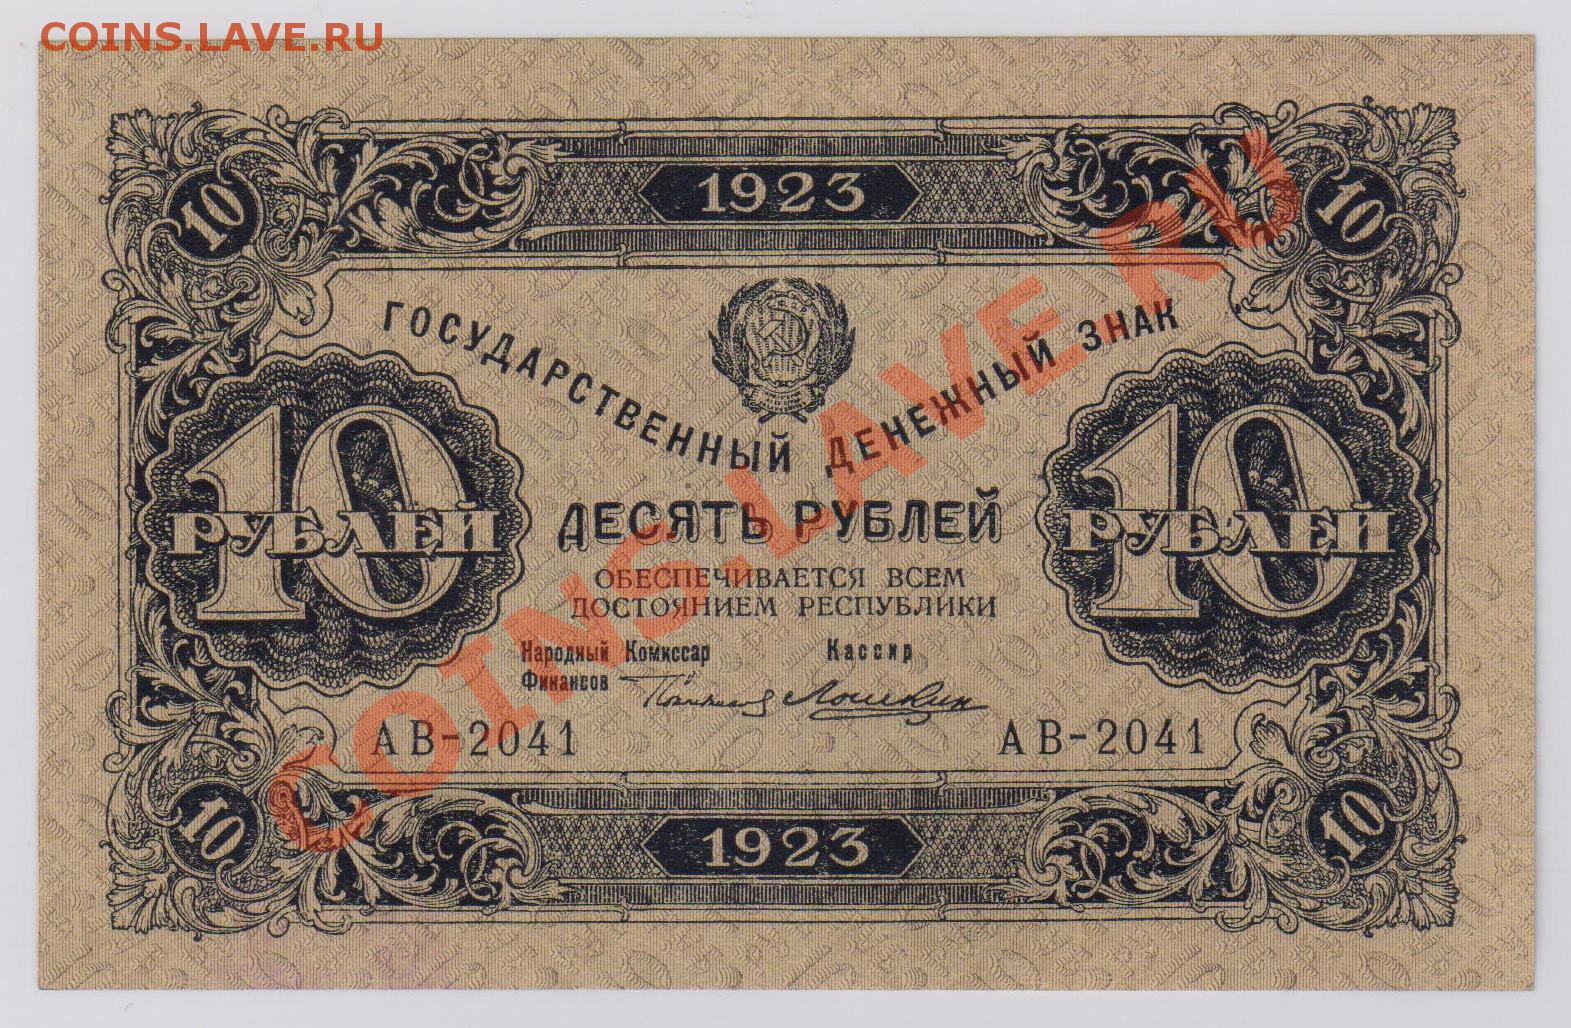 COINS.LAVE.RU
10 1923 10
ГОСУДАРСТВЕННЫЙ ДЕНЕЖНЫЙ ЗНАК
10 РУБЛЕЙ
ДЕСЯТЬ РУБЛЕЙ
10 РУБЛЕЙ
ОБЕСПЕЧИВАЕТСЯ ВСЕМ
ДОСТОЯНИЕМ РЕСПУБЛИКИ
Народный Комиссар
Финансов
Кассир
АВ-2041 АВ-2041
10 1923 10
COINS.LAVE.RU